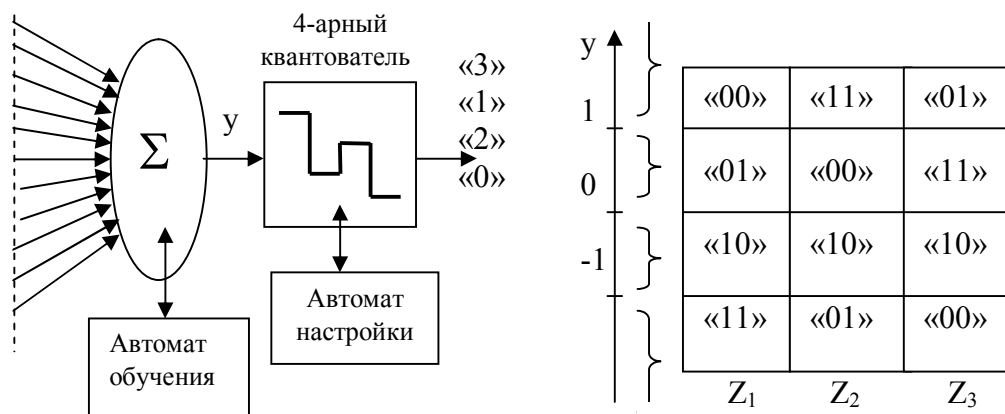 4-арный
квантователь
«3»
«1»
«2»
«0»
Σ
y
Автомат
обучения
Автомат
настройки
y
1
0
-1
«00» «11» «01»
«01» «00» «11»
«10» «10» «10»
«11» «01» «00»
Z1 Z2 Z3